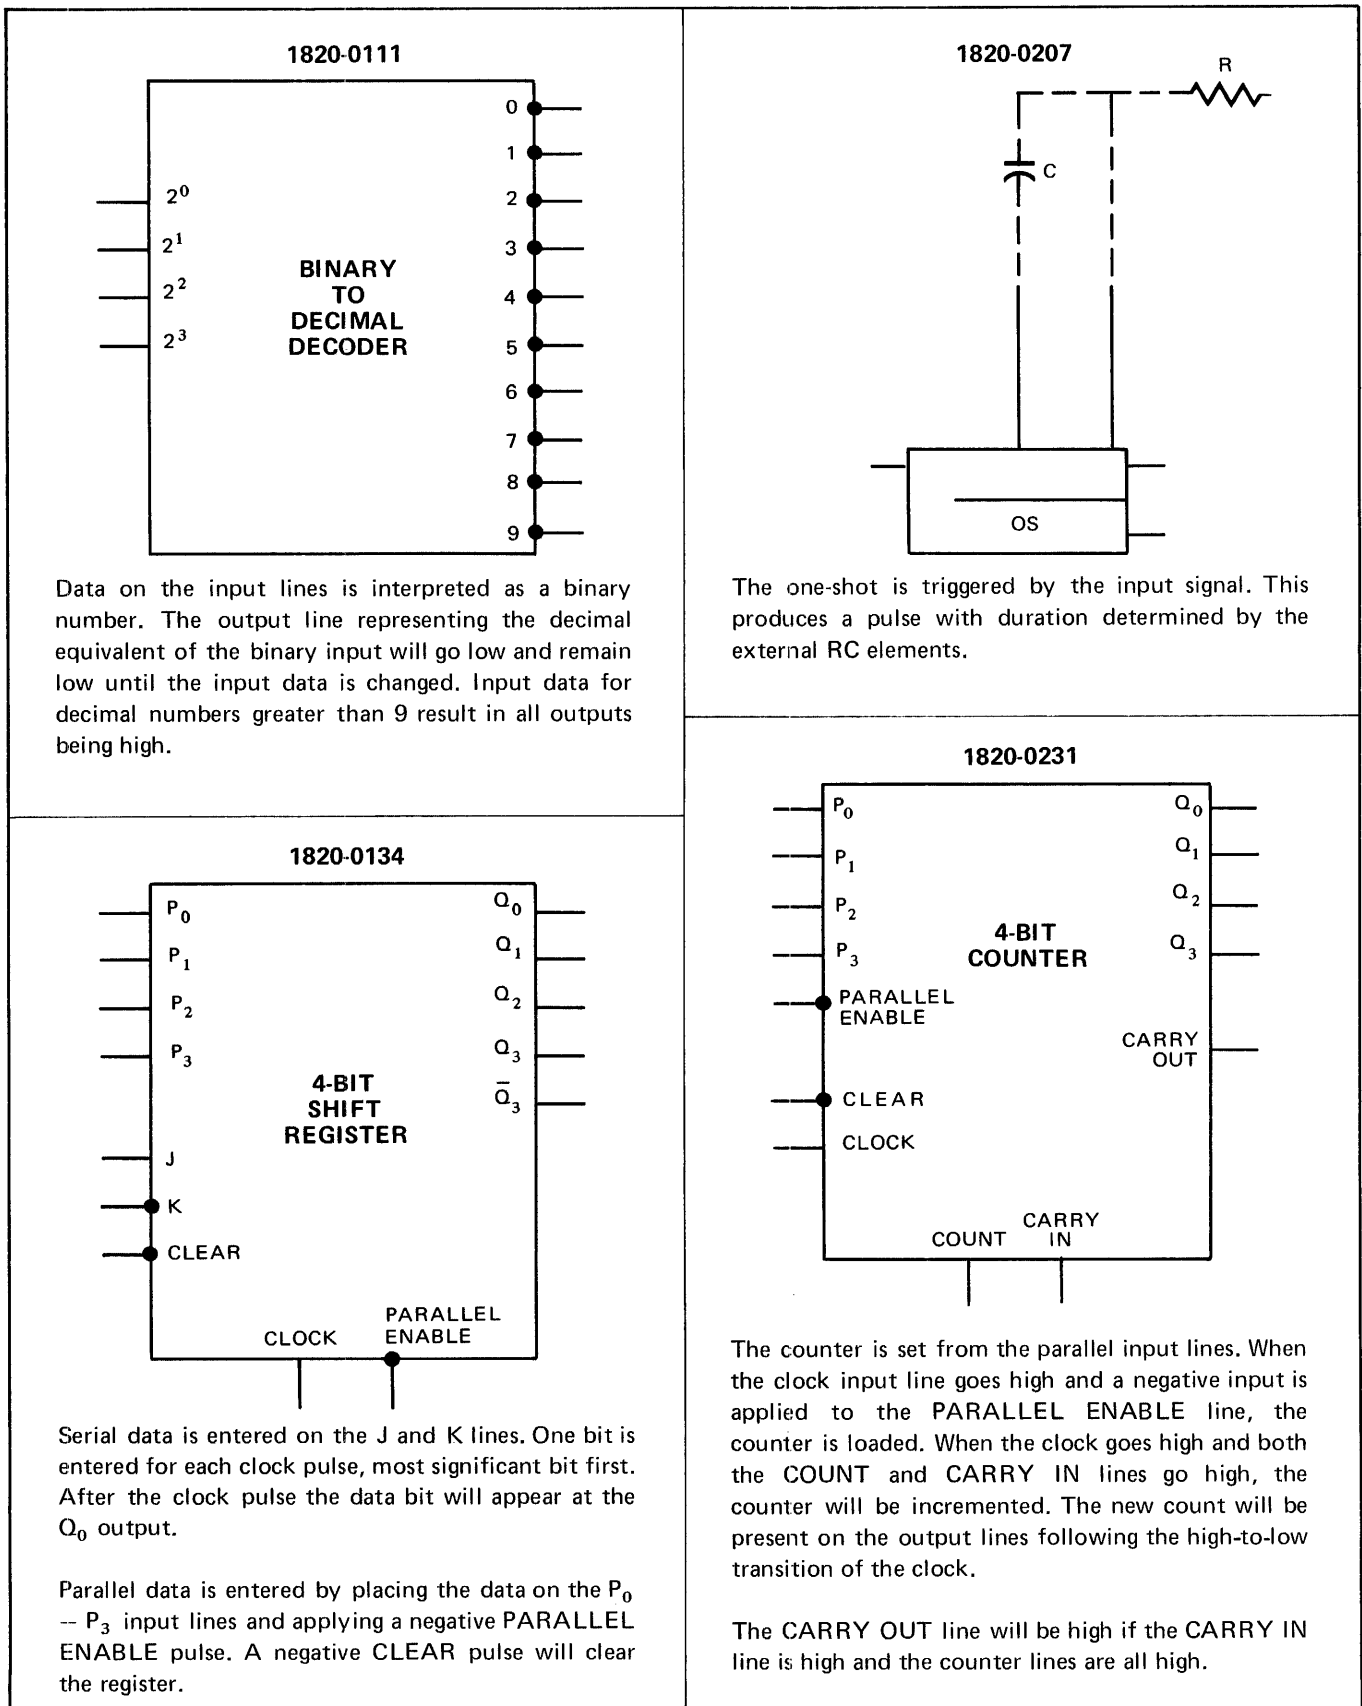 1820-0111
0
1
2
3
4
5
6
7
8
9
2⁰
2¹
2²
2³
BINARY
TO
DECIMAL
DECODER
Data on the input lines is interpreted as a binary
number. The output line representing the decimal
equivalent of the binary input will go low and remain
low until the input data is changed. Input data for
decimal numbers greater than 9 result in all outputs
being high.
1820-0134
P₀
P₁
P₂
P₃
J
K
CLEAR
4-BIT
SHIFT
REGISTER
Q₀
Q₁
Q₂
Q₃
Q̄₃
CLOCK
PARALLEL
ENABLE
Serial data is entered on the J and K lines. One bit is
entered for each clock pulse, most significant bit first.
After the clock pulse the data bit will appear at the
Q₀ output.
Parallel data is entered by placing the data on the P₀
-- P₃ input lines and applying a negative PARALLEL
ENABLE pulse. A negative CLEAR pulse will clear
the register.
1820-0207
R
C
OS
The one-shot is triggered by the input signal. This
produces a pulse with duration determined by the
external RC elements.
1820-0231
P₀
P₁
P₂
P₃
PARALLEL
ENABLE
CLEAR
CLOCK
4-BIT
COUNTER
Q₀
Q₁
Q₂
Q₃
CARRY
OUT
COUNT
CARRY
IN
The counter is set from the parallel input lines. When
the clock input line goes high and a negative input is
applied to the PARALLEL ENABLE line, the
counter is loaded. When the clock goes high and both
the COUNT and CARRY IN lines go high, the
counter will be incremented. The new count will be
present on the output lines following the high-to-low
transition of the clock.
The CARRY OUT line will be high if the CARRY IN
line is high and the counter lines are all high.